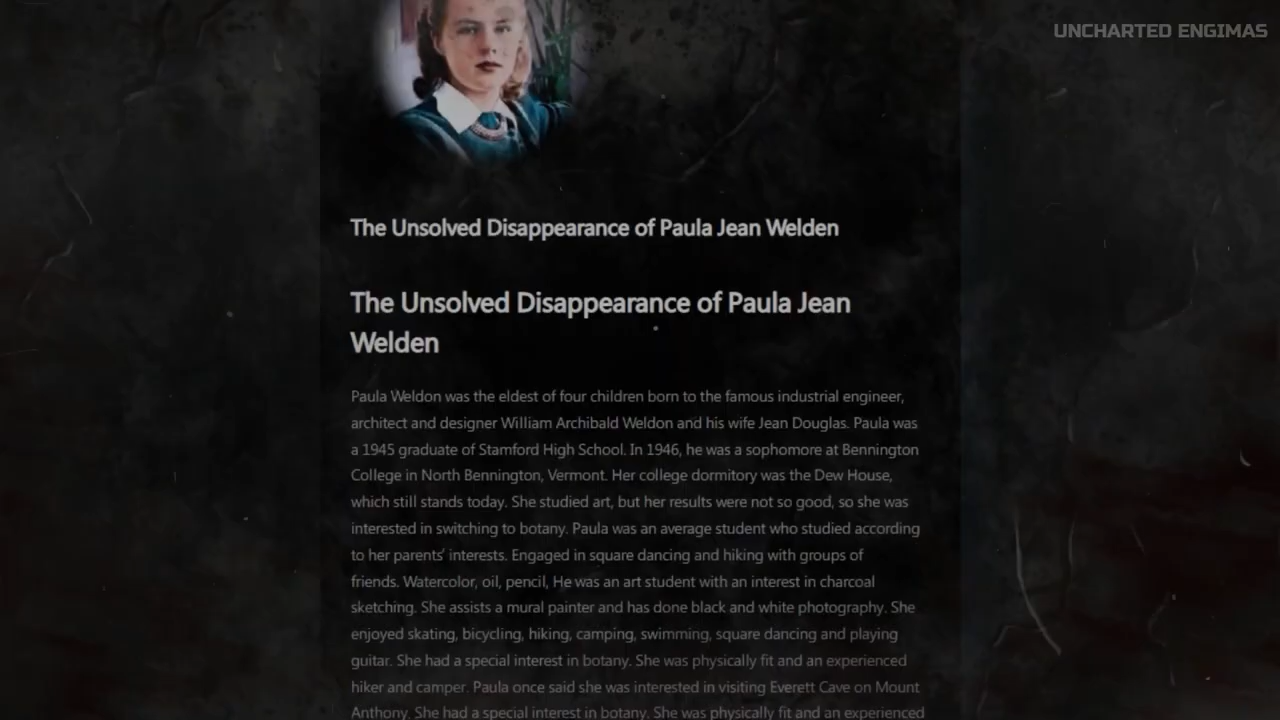 UNCHARTED ENGIMAS
The Unsolved Disappearance of Paula Jean Welden
The Unsolved Disappearance of Paula Jean
Welden
Paula Weldon was the eldest of four children born to the famous industrial engineer,
architect and designer William Archibald Weldon and his wife Jean Douglas. Paula was
a 1945 graduate of Stamford High School. In 1946, he was a sophomore at Bennington
College in North Bennington, Vermont. Her college dormitory was the Dew House,
which still stands today. She studied art, but her results were not so good, so she was
interested in switching to botany. Paula was an average student who studied according
to her parents' interests. Engaged in square dancing and hiking with groups of
friends. Watercolor, oil, pencil, He was an art student with an interest in charcoal
sketching. She assists a mural painter and has done black and white photography. She
enjoyed skating, bicycling, hiking, camping, swimming, square dancing and playing
guitar. She had a special interest in botany. She was physically fit and an experienced
hiker and camper. Paula once said she was interested in visiting Everett Cave on Mount
Anthony. She had a special interest in botany. She was physically fit and an experienced